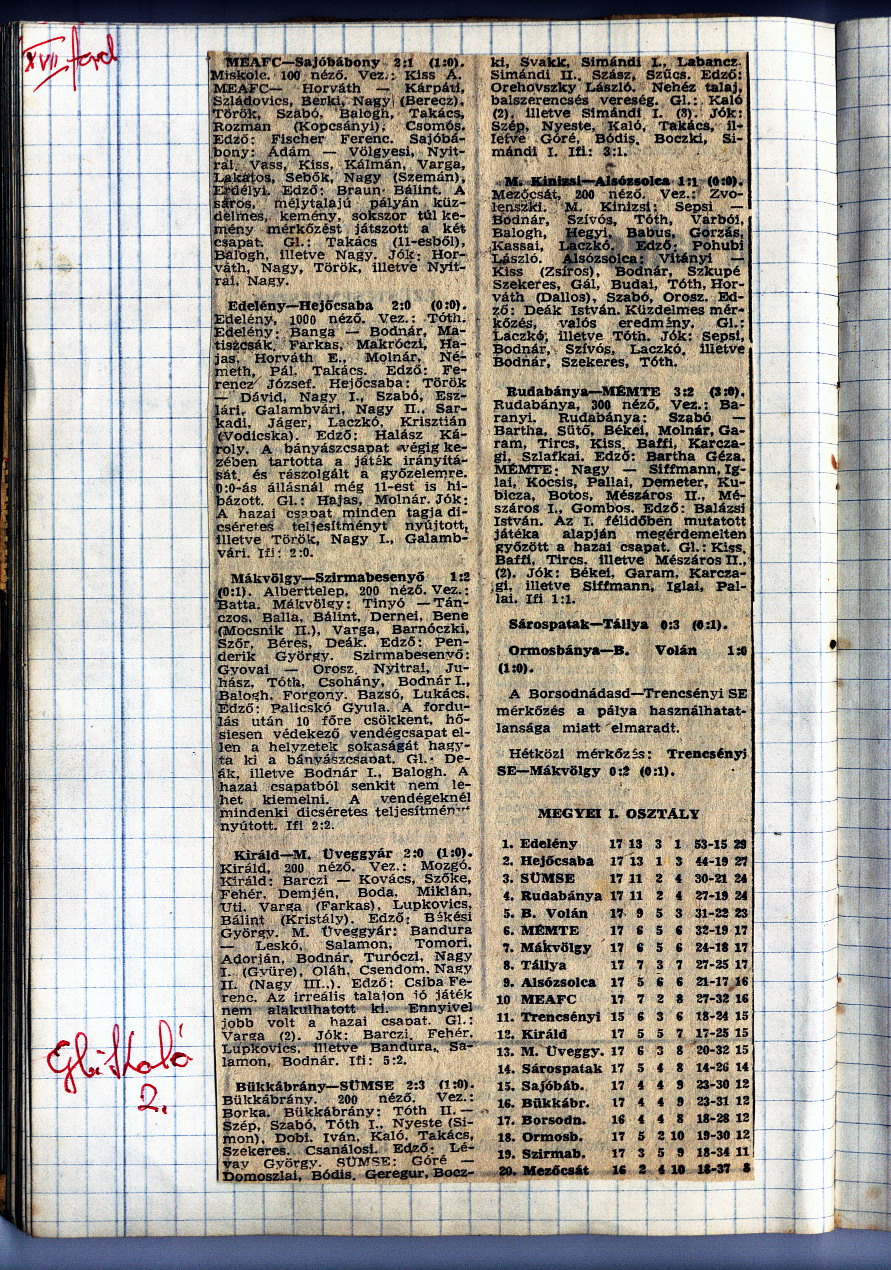 XVII. ford
MEAFC—Sajóbábony 2:1 (1:0).
Miskolc. 100 néző. Vez.: Kiss A.
MEAFC— Horváth — Kárpáti,
Szládovics, Berki, Nagy (Berecz),
Török, Szabó, Balogh, Takács,
Rozman (Kopcsányi), Csomós.
Edző: Fischer Ferenc. Sajóbá-
bony: Ádám — Völgyesi, Nyit-
rai, Vass, Kiss, Kálmán, Varga,
Lakatos, Sebők, Nagy (Szemán),
Erdélyi. Edző: Braun Bálint. A
sáros, mélytalajú pályán küz-
delmes, kemény, sokszor túl ke-
mény mérkőzést játszott a két
csapat. Gl.: Takács (11-esből),
Balogh, illetve Nagy. Jók: Hor-
váth, Nagy, Török, illetve Nyit-
rai, Nagy.
Edelény—Hejőcsaba 2:0 (0:0).
Edelény, 1000 néző. Vez.: Tóth.
Edelény: Banga — Bodnár, Ma-
tiszcsák, Farkas, Makróczi, Ha-
jas, Horváth E., Molnár, Né-
meth, Pál, Takács. Edző: Fe-
rencz József. Hejőcsaba: Török
— Dávid, Nagy I., Szabó, Esz-
lári, Galambvári, Nagy II., Sar-
kadi, Jáger, Laczkó, Krisztián
(Vodicska). Edző: Halász Ká-
roly. A bányászcsapat végig ke-
zében tartotta a játék irányítá-
sát, és rászolgált a győzelemre.
0:0-ás állásnál még 11-est is hi-
bázott. Gl.: Hajas, Molnár. Jók:
A hazai csapat minden tagja di-
cséretes teljesítményt nyújtott,
illetve Török, Nagy I., Galamb-
vári. Ifi: 2:0.
Mákvölgy—Szirmabesenyő 1:2
(0:1). Alberttelep, 200 néző. Vez.:
Batta. Mákvölgy: Tinyó — Tán-
czos, Balla, Bálint, Dernei, Bene
(Mocsnik II.), Varga, Barnóczki,
Szőr, Béres, Deák. Edző: Pen-
derik György. Szirmabesenyő:
Gyovai — Orosz, Nyitrai, Ju-
hász, Tóth, Csohány, Bodnár I.,
Balogh, Forgony, Bazsó, Lukács.
Edző: Palicskó Gyula. A fordu-
lás után 10 főre csökkent, hő-
siesen védekező vendégcsapat el-
len a helyzetek sokaságát hagy-
ta ki a bányászcsapat. Gl.: De-
ák, illetve Bodnár I., Balogh. A
hazai csapatból senkit nem le-
het kiemelni. A vendégeknél
mindenki dicséretes teljesítményt
nyútott. Ifi 2:2.
Királd—M. Üveggyár 2:0 (1:0).
Királd, 200 néző. Vez.: Mozgó.
Királd: Barczi — Kovács, Szőke,
Fehér, Demjén, Boda, Miklán,
Uti, Varga (Farkas), Lupkovics,
Bálint (Kristály). Edző: Békési
György. M. Üveggyár: Bandura
— Leskó, Salamon, Tomori,
Adorján, Bodnár, Turóczi, Nagy
I. (Gyüre), Oláh, Csendom, Nagy
II. (Nagy III.). Edző: Csiba Fe-
renc. Az irreális talajon jó játék
nem alakulhatott ki. Ennyivel
jobb volt a hazai csapat. Gl.:
Varga (2). Jók: Barczi, Fehér,
Lupkovics, illetve Bandura, Sa-
lamon, Bodnár. Ifi: 5:2.
Bükkábrány—SÜMSE 2:3 (1:0).
Bükkábrány. 200 néző. Vez.:
Borka. Bükkábrány: Tóth II. —
Szép, Szabó, Tóth I., Nyeste (Si-
mon), Dobi, Iván, Kaló, Takács,
Szekeres, Csanálosi. Edző: Lé-
vay György. SÜMSE: Góré —
Domoszlai, Bódis, Geregur, Bocz-
ki, Svakk, Simándi I., Labancz,
Simándi II., Szász, Szűcs. Edző:
Orehovszky László. Nehéz talaj,
balszerencsés vereség. Gl.: Kaló
(2), illetve Simándi I. (3). Jók:
Szép, Nyeste, Kaló, Takács, il-
letve Góré, Bódis, Boczki, Si-
mándi I. Ifi: 3:1.
M. Kinizsi—Alsózsolca 1:1 (0:0).
Mezőcsát, 200 néző. Vez.: Zvo-
lenszki. M. Kinizsi: Sepsi —
Bodnár, Szívós, Tóth, Varbói,
Balogh, Hegyi, Babus, Gorzás,
Kassai, Laczkó. Edző: Pohubi
László. Alsózsolca: Vitányi —
Kiss (Zsíros), Bodnár, Szkupé
Szekeres, Gál, Budai, Tóth, Hor-
váth (Dallos), Szabó, Orosz. Ed-
ző: Deák István. Küzdelmes mér-
kőzés, valós eredmény. Gl.:
Laczkó, illetve Tóth. Jók: Sepsi,
Bodnár, Szívós, Laczkó, illetve
Bodnár, Szekeres, Tóth.
Rudabánya—MÉMTE 3:2 (3:0).
Rudabánya, 300 néző, Vez.: Ba-
ranyi. Rudabánya: Szabó —
Bartha, Sütő, Békei, Molnár, Ga-
ram, Tircs, Kiss, Baffi, Karcza-
gi, Szlafkai. Edző: Bartha Géza.
MÉMTE: Nagy — Siffmann, Ig-
lai, Kocsis, Pallai, Demeter, Ku-
bicza, Botos, Mészáros II., Mé-
száros I., Gombos. Edző: Balázsi
István. Az I. félidőben mutatott
játéka alapján megérdemelten
győzött a hazai csapat. Gl.: Kiss,
Baffi, Tircs, illetve Mészáros II.,
(2). Jók: Békei, Garam, Karcza-
gi, illetve Siffmann, Iglai, Pal-
lai. Ifi 1:1.
Sárospatak—Tállya 0:3 (0:1).
Ormosbánya—B. Volán 1:0
(1:0).
A Borsodnádasd—Trencsényi SE
mérkőzés a pálya használhatat-
lansága miatt elmaradt.
Hétközi mérkőzés: Trencsényi
SE—Mákvölgy 0:2 (0:1).
MEGYEI I. OSZTÁLY
1. Edelény 17 13 3 1 53-15 29
2. Hejőcsaba 17 13 1 3 44-19 27
3. SÜMSE 17 11 2 4 30-21 24
4. Rudabánya 17 11 2 4 27-19 24
5. B. Volán 17 9 5 3 31-22 23
6. MÉMTE 17 6 5 6 32-19 17
7. Mákvölgy 17 6 5 6 24-18 17
8. Tállya 17 7 3 7 27-25 17
9. Alsózsolca 17 5 6 6 21-17 16
10 MEAFC 17 7 2 8 27-32 16
11. Trencsényi 15 6 3 6 18-24 15
12. Királd 17 5 5 7 17-25 15
13. M. Üveggy. 17 6 3 8 20-32 15
14. Sárospatak 17 5 4 8 14-26 14
15. Sajóbáb. 17 4 4 9 23-30 12
16. Bükkábr. 17 4 4 9 23-31 12
17. Borsodn. 16 4 4 8 18-28 12
18. Ormosb. 17 5 2 10 19-30 12
19. Szirmab. 17 3 5 9 18-34 11
20. Mezőcsát 16 2 4 10 18-37 8
2.